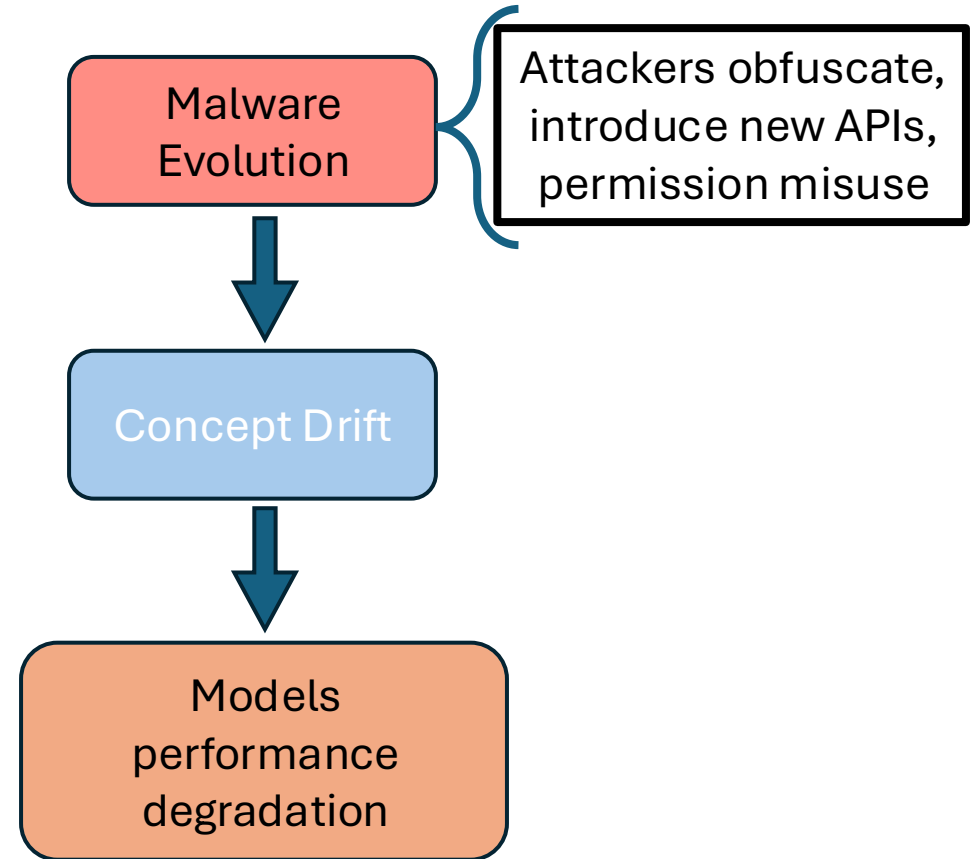 Malware
Evolution
Attackers obfuscate,
introduce new APIs,
permission misuse
Concept Drift
Models
performance
degradation